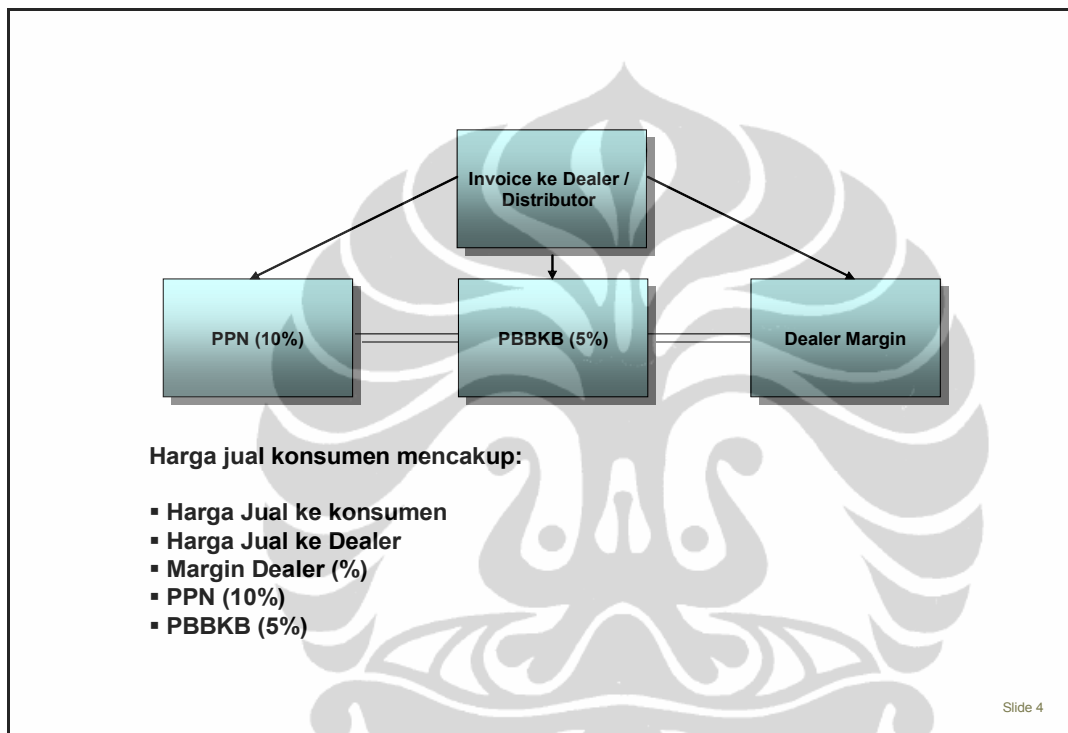 Invoice ke Dealer /
Distributor
PPN (10%)
PBBKB (5%)
Dealer Margin
Harga jual konsumen mencakup:
▪ Harga Jual ke konsumen
▪ Harga Jual ke Dealer
▪ Margin Dealer (%)
▪ PPN (10%)
▪ PBBKB (5%)
Slide 4